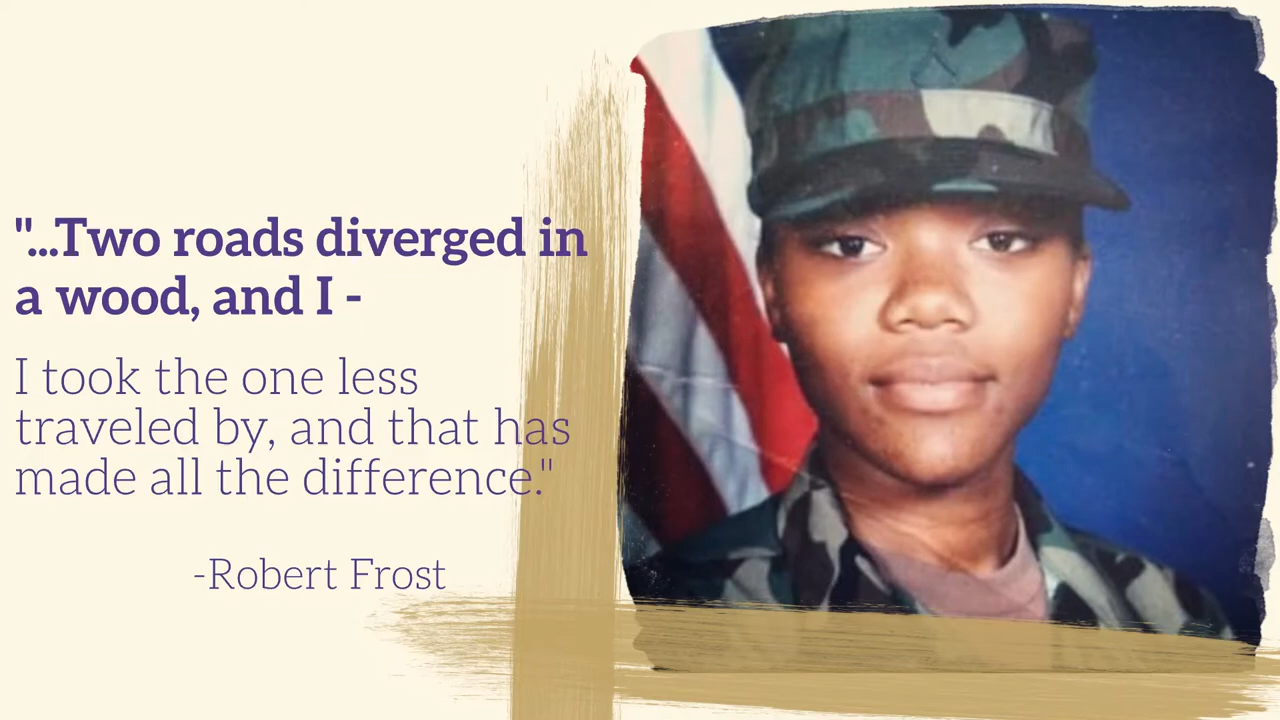 "...Two roads diverged in
a wood, and I -
I took the one less
traveled by, and that has
made all the difference."
-Robert Frost